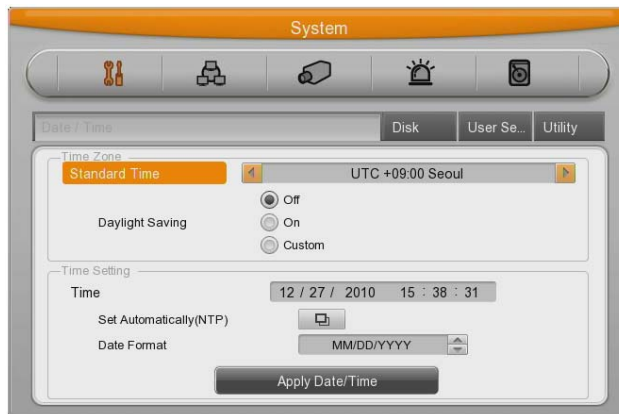 System
Date / Time
Disk
User Se...
Utility
Time Zone
Standard Time
UTC +09:00 Seoul
Daylight Saving
Off
On
Custom
Time Setting
Time
12 / 27 / 2010 15 : 38 : 31
Set Automatically(NTP)
Date Format
MM/DD/YYYY
Apply Date/Time